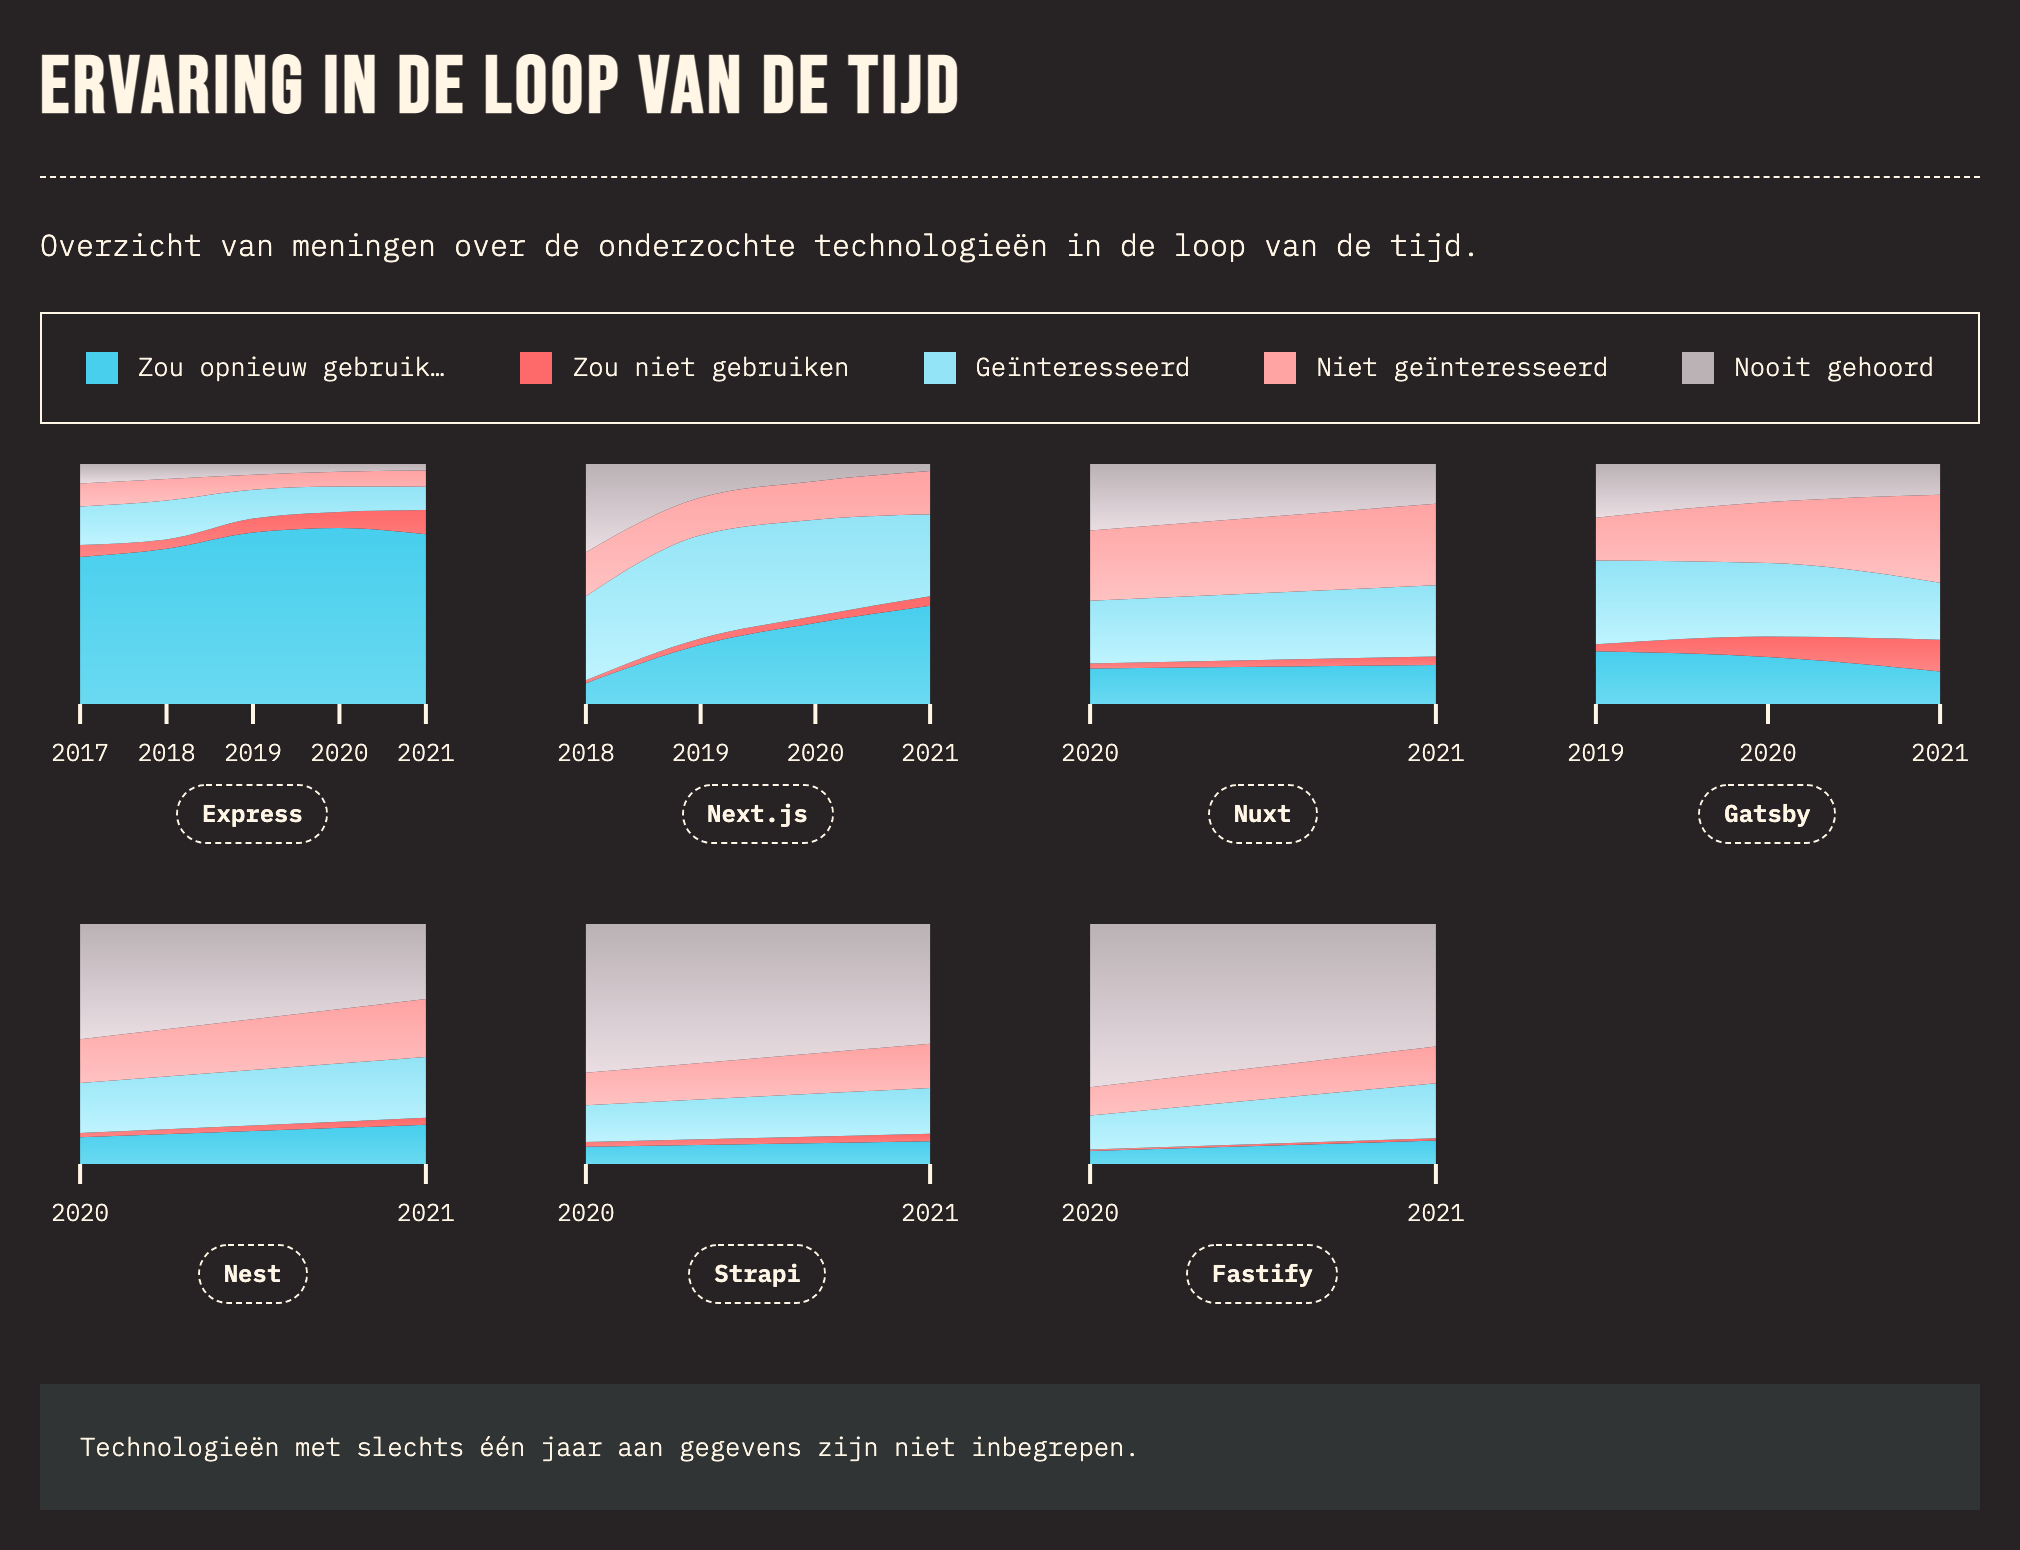 ERVARING IN DE LOOP VAN DE TIJD
Overzicht van meningen over de onderzochte technologieën in de loop van de tijd.
Zou opnieuw gebruik… Zou niet gebruiken Geïnteresseerd Niet geïnteresseerd Nooit gehoord
2017 2018 2019 2020 2021
Express
2018 2019 2020 2021
Next.js
2020 2021
Nuxt
2019 2020 2021
Gatsby
2020 2021
Nest
2020 2021
Strapi
2020 2021
Fastify
Technologieën met slechts één jaar aan gegevens zijn niet inbegrepen.